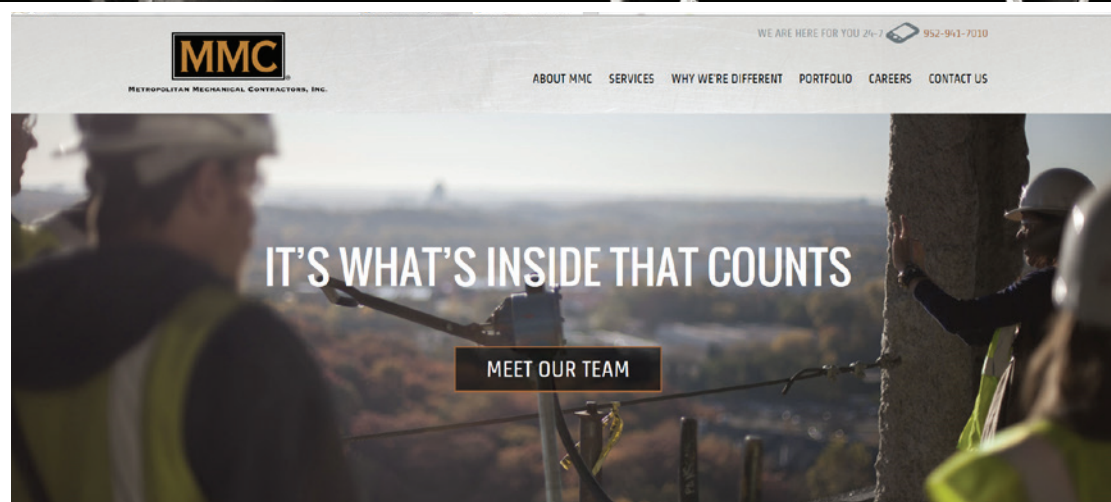 WE ARE HERE FOR YOU 24-7 952-941-7010
MMC
METROPOLITAN MECHANICAL CONTRACTORS, INC.
ABOUT MMC SERVICES WHY WE'RE DIFFERENT PORTFOLIO CAREERS CONTACT US
IT'S WHAT'S INSIDE THAT COUNTS
MEET OUR TEAM